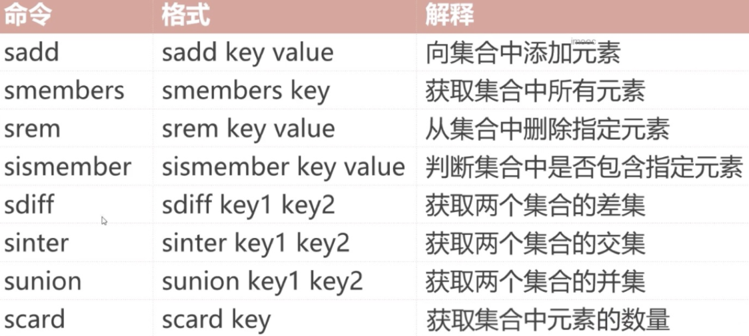 命令 格式 解释
sadd sadd key value 向集合中添加元素
smembers smembers key 获取集合中所有元素
srem srem key value 从集合中删除指定元素
sismember sismember key value 判断集合中是否包含指定元素
sdiff sdiff key1 key2 获取两个集合的差集
sinter sinter key1 key2 获取两个集合的交集
sunion sunion key1 key2 获取两个集合的并集
scard scard key 获取集合中元素的数量